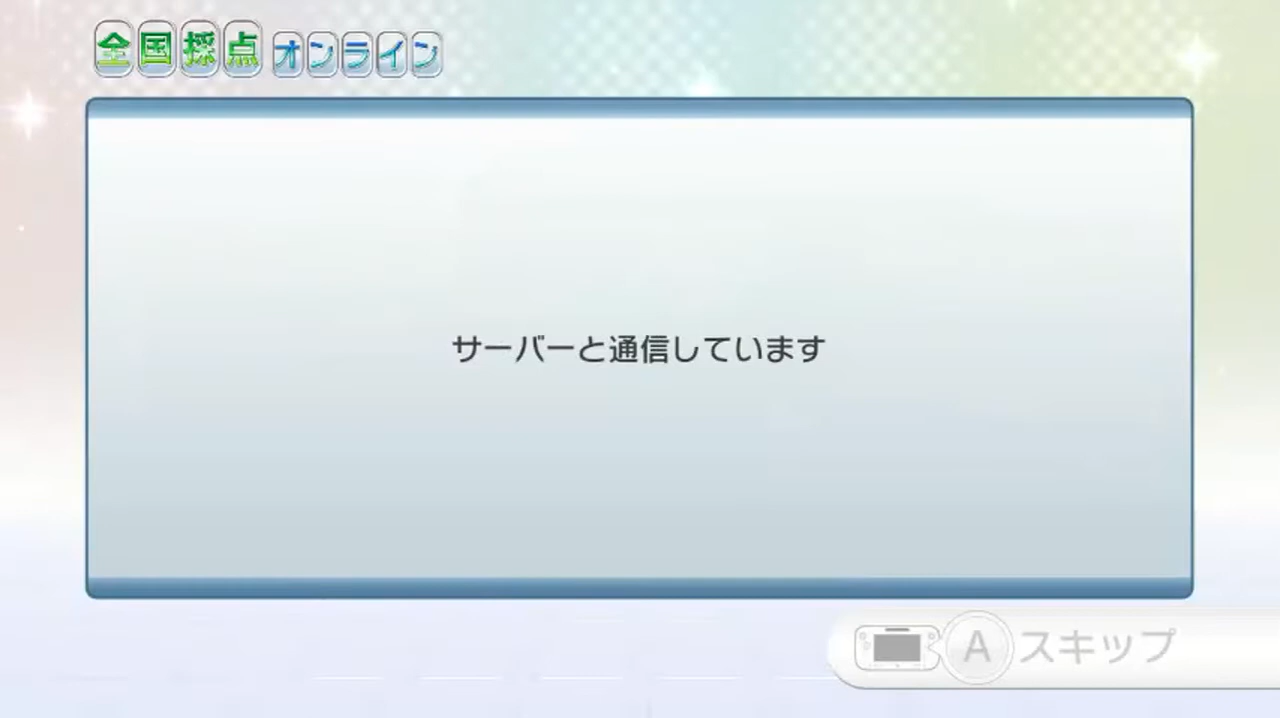 全国採点オンライン
サーバーと通信しています
Aスキップ